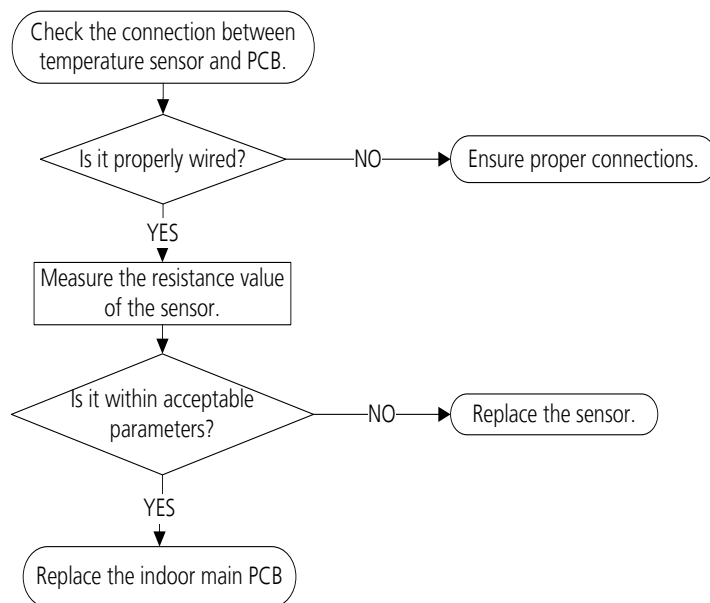 Check the connection between
temperature sensor and PCB.
Is it properly wired?
NO
Ensure proper connections.
YES
Measure the resistance value
of the sensor.
Is it within acceptable
parameters?
NO
Replace the sensor.
YES
Replace the indoor main PCB